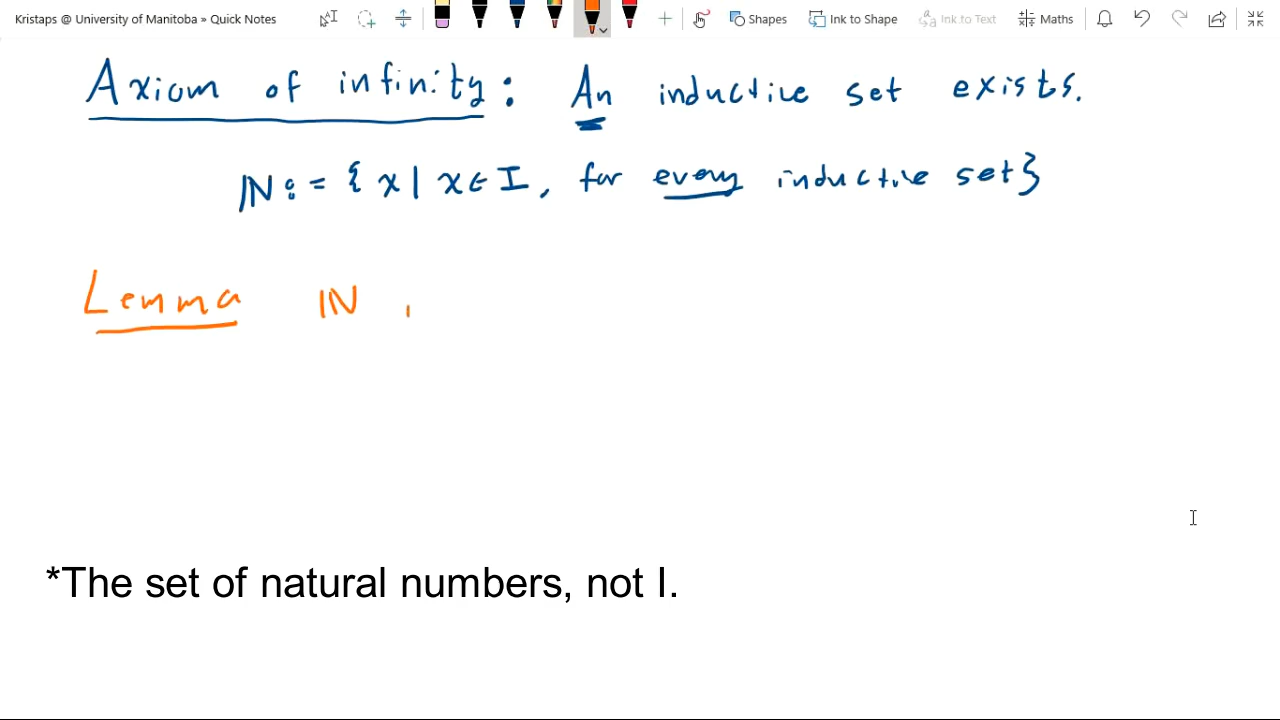 Kristaps @ University of Manitoba » Quick Notes
Shapes
Ink to Shape
Ink to Text
Maths
Axiom of infinity: An inductive set exists.
ℕ := { x | x ∈ I, for every inductive set}
Lemma ℕ
*The set of natural numbers, not I.